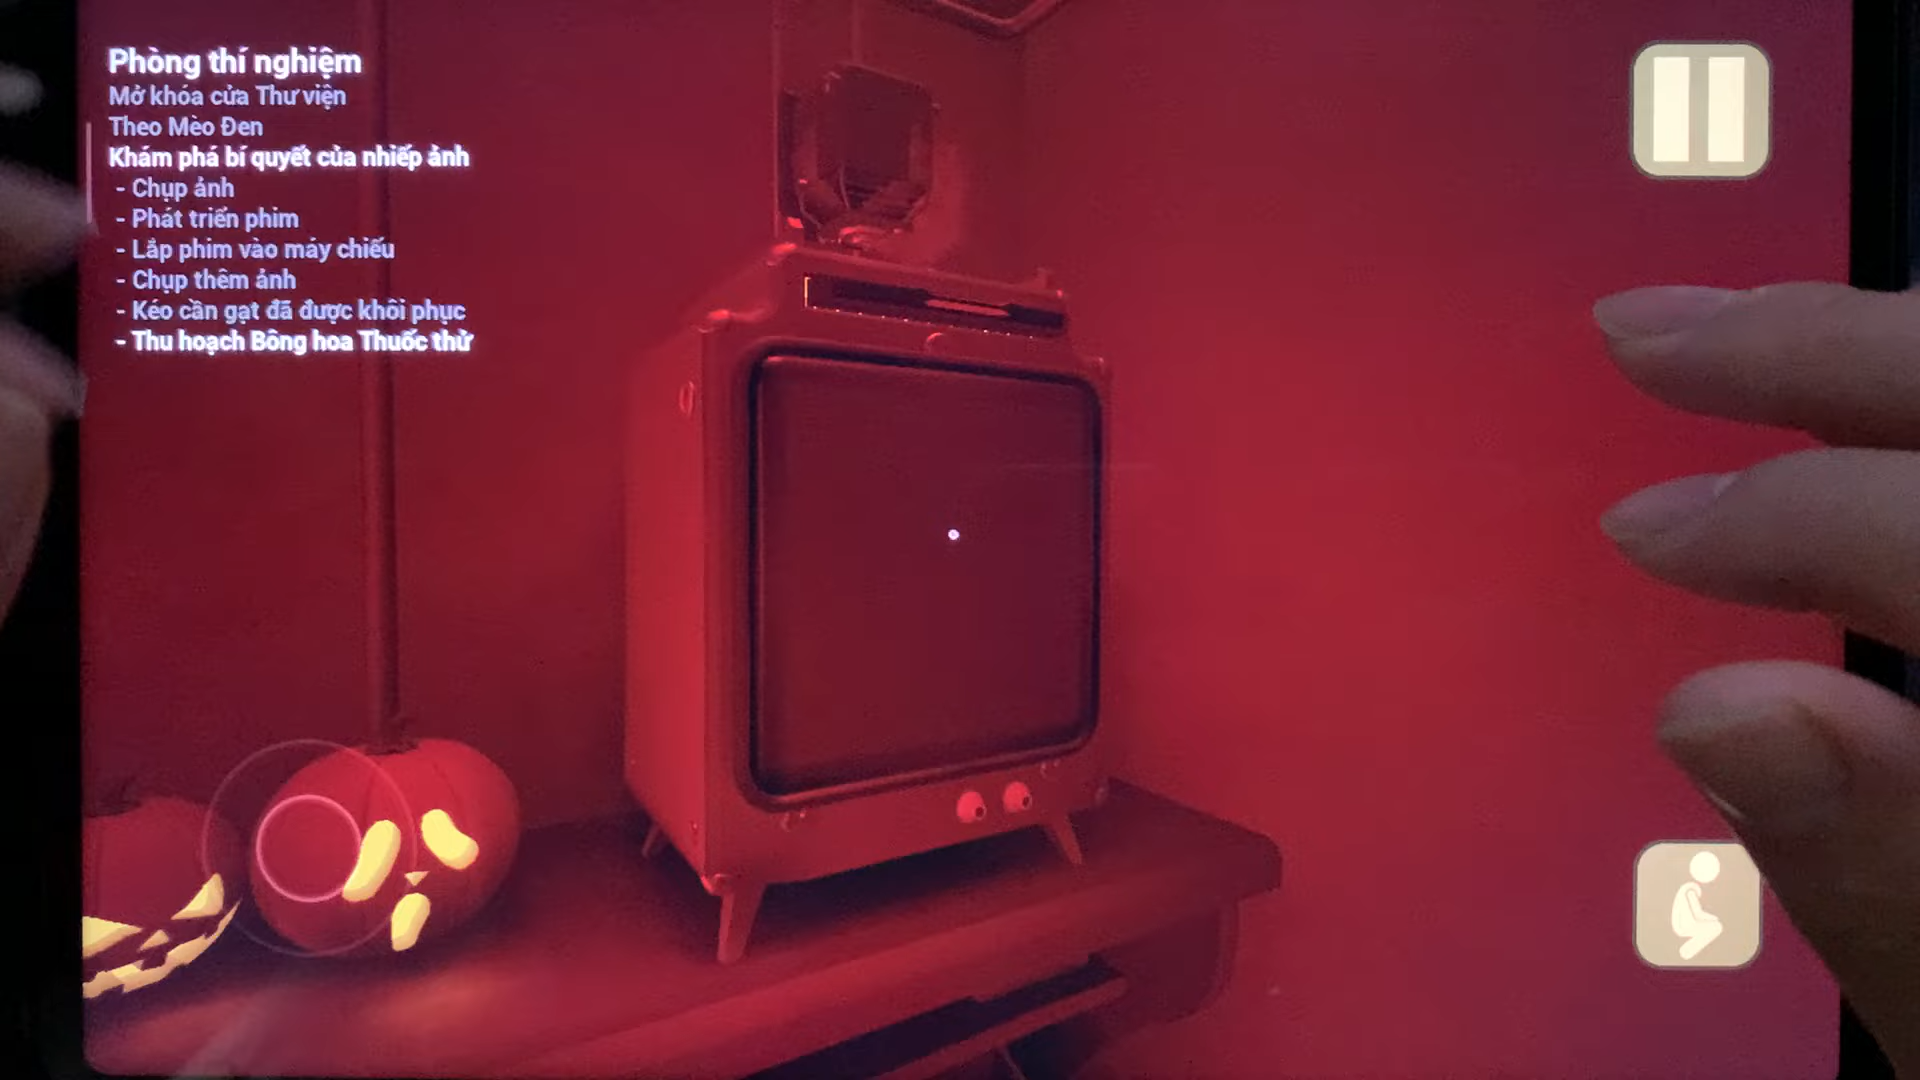 Phòng thí nghiệm
Mở khóa cửa Thư viện
Theo Mèo Đen
Khám phá bí quyết của nhiếp ảnh
- Chụp ảnh
- Phát triển phim
- Lắp phim vào máy chiếu
- Chụp thêm ảnh
- Kéo cần gạt đã được khôi phục
- Thu hoạch Bông hoa Thuốc thử